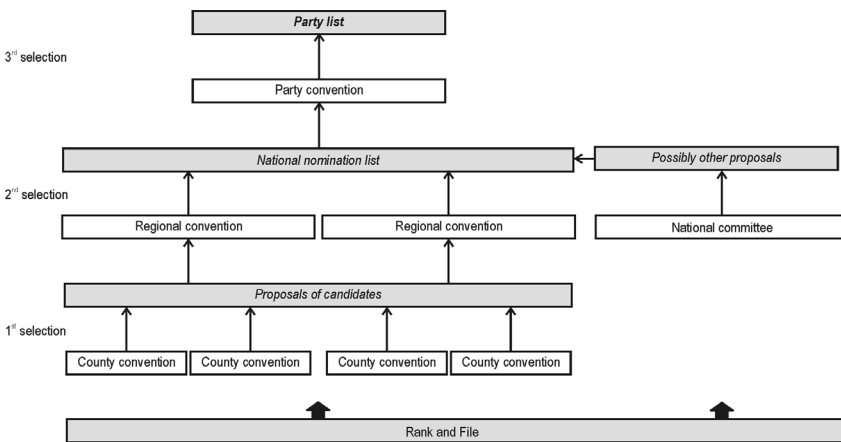 Party list
3rd selection
Party convention
National nomination list
Possibly other proposals
2nd selection
Regional convention
Regional convention
National committee
Proposals of candidates
1st selection
County convention
County convention
County convention
County convention
Rank and File